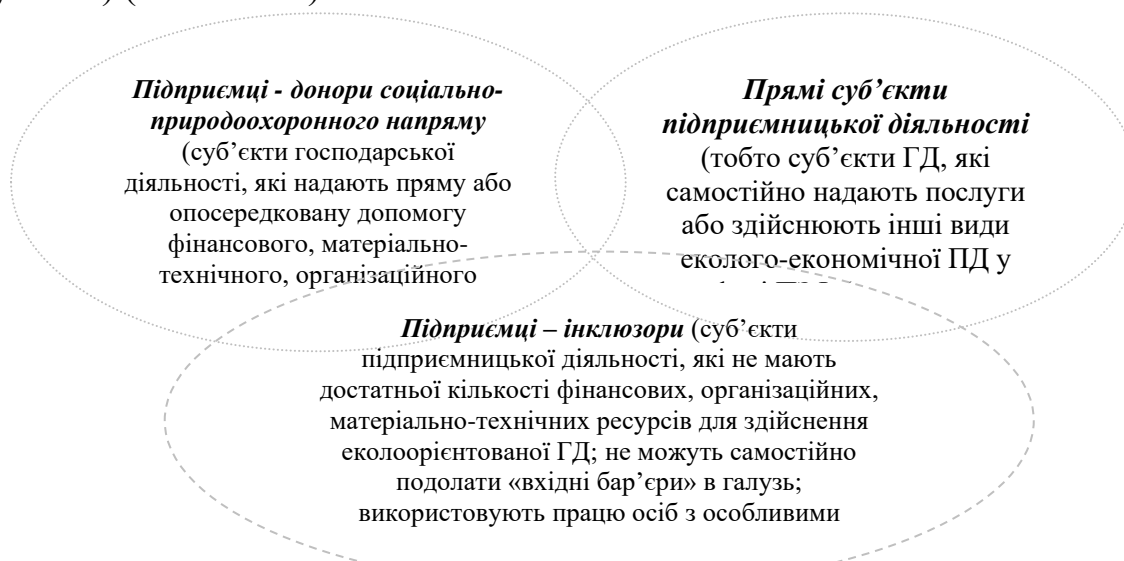 Підприємці - донори соціально-
природоохоронного напряму
(суб’єкти господарської
діяльності, які надають пряму або
опосередковану допомогу
фінансового, матеріально-
технічного, організаційного
Прямі суб’єкти
підприємницької діяльності
(тобто суб’єкти ГД, які
самостійно надають послуги
або здійснюють інші види
еколого-економічної ПД у
Підприємці – інклюзори (суб’єкти
підприємницької діяльності, які не мають
достатньої кількості фінансових, організаційних,
матеріально-технічних ресурсів для здійснення
еколоорієнтованої ГД; не можуть самостійно
подолати «вхідні бар’єри» в галузь;
використовують працю осіб з особливими